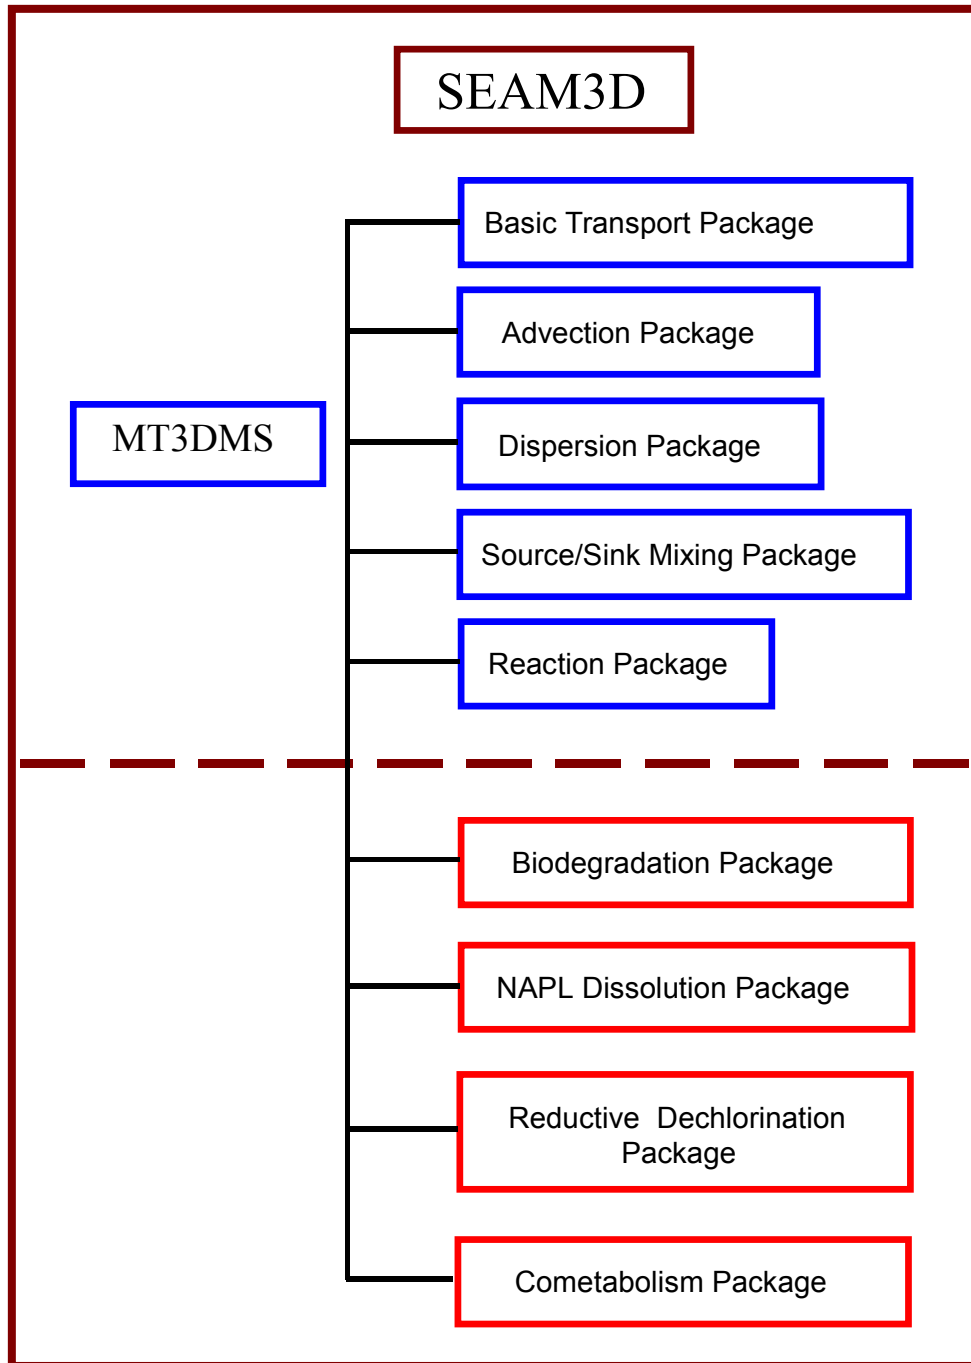 SEAM3D
Basic Transport Package
Advection Package
MT3DMS
Dispersion Package
Source/Sink Mixing Package
Reaction Package
Biodegradation Package
NAPL Dissolution Package
Reductive Dechlorination
Package
Cometabolism Package